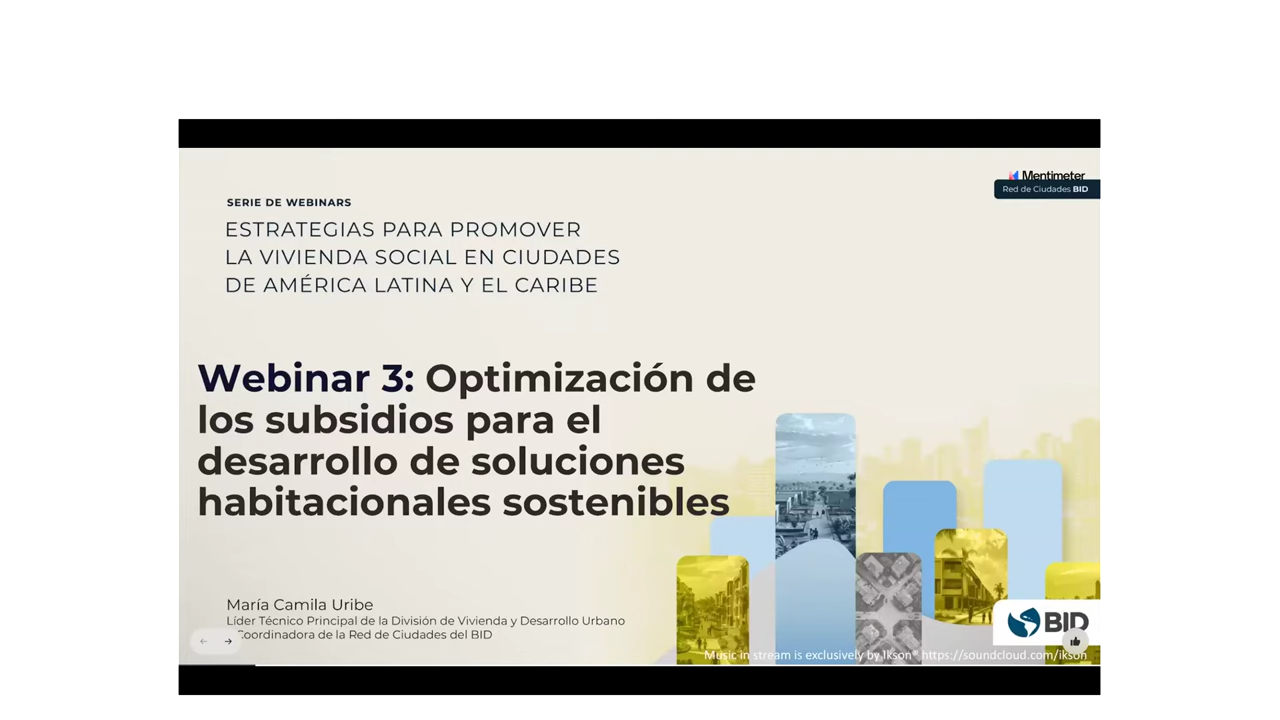 Mentimeter
Red de Ciudades BID
SERIE DE WEBINARS
ESTRATEGIAS PARA PROMOVER
LA VIVIENDA SOCIAL EN CIUDADES
DE AMÉRICA LATINA Y EL CARIBE
Webinar 3: Optimización de
los subsidios para el
desarrollo de soluciones
habitacionales sostenibles
María Camila Uribe
Líder Técnico Principal de la División de Vivienda y Desarrollo Urbano
Coordinadora de la Red de Ciudades del BID
BID
Music in stream is exclusively by Ikson® https://soundcloud.com/ikson